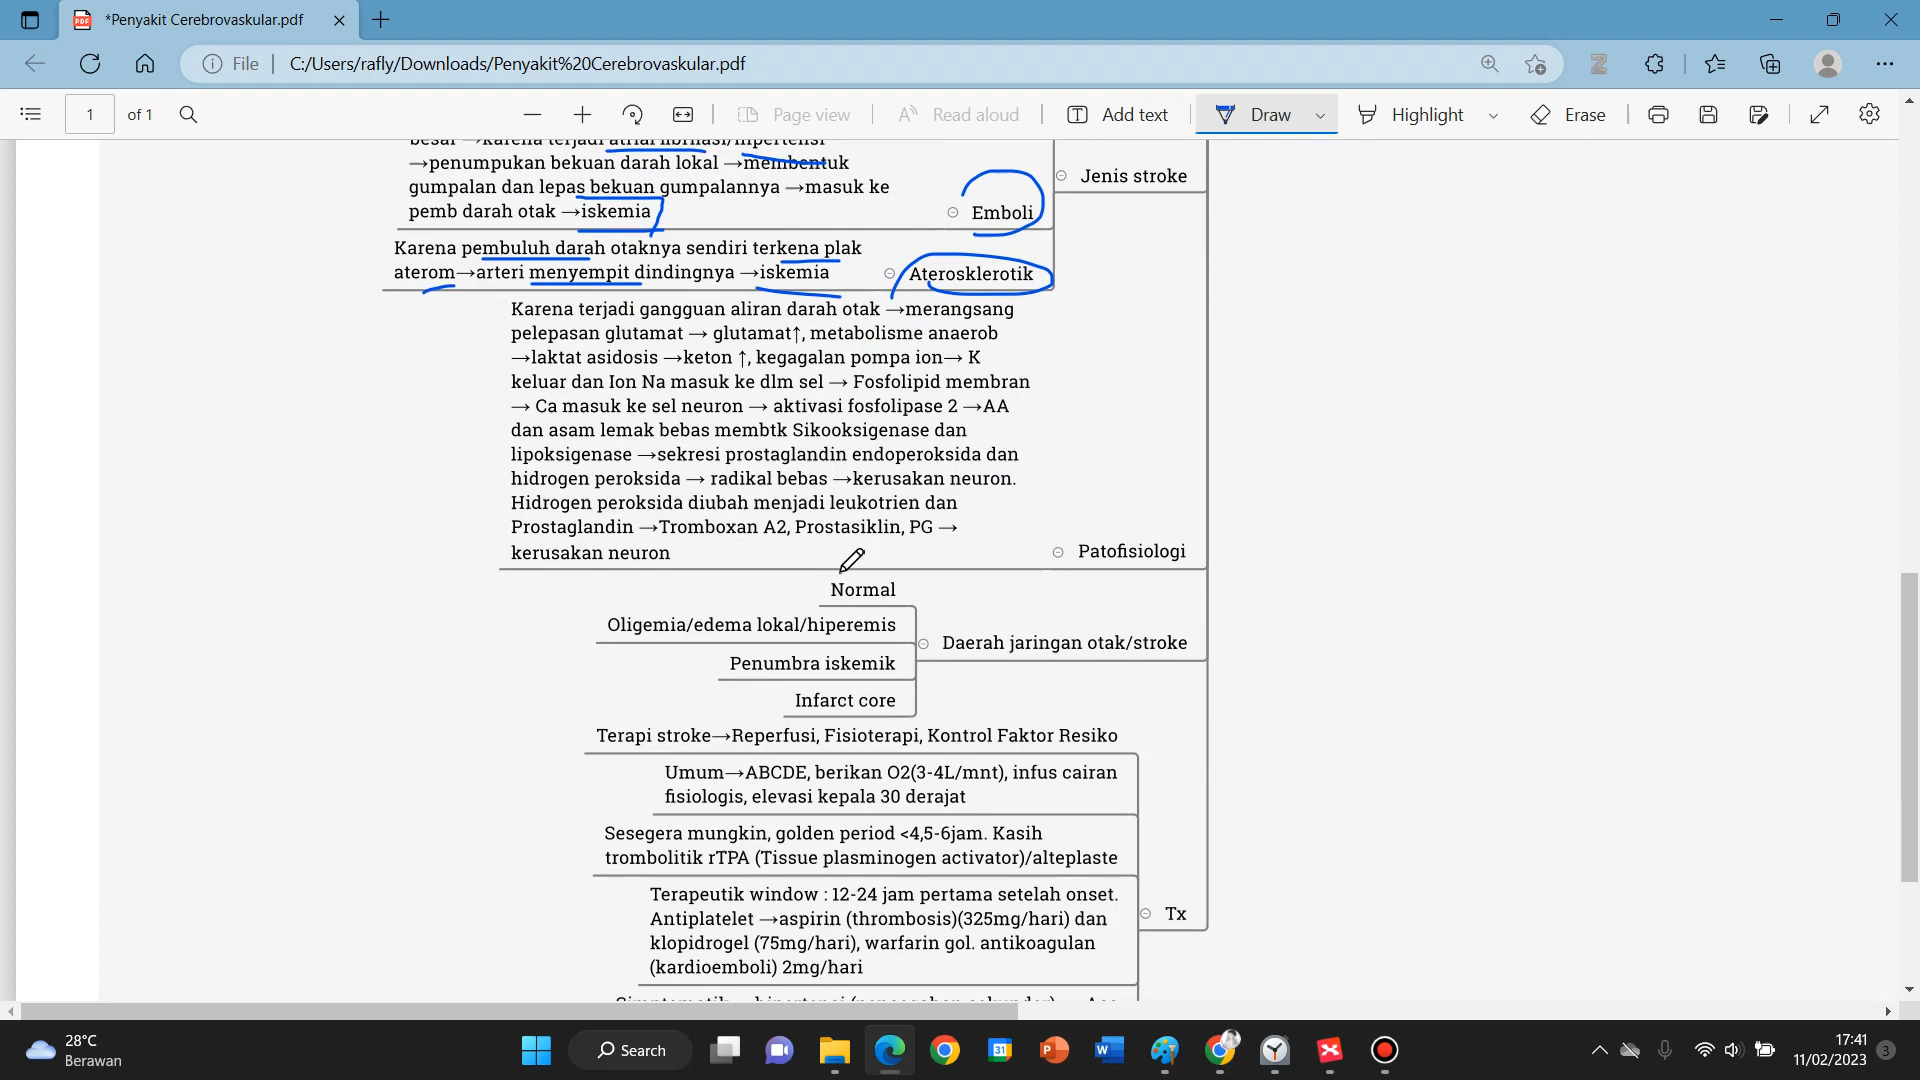 *Penyakit Cerebrovaskular.pdf
File
C:/Users/rafly/Downloads/Penyakit%20Cerebrovaskular.pdf
1 of 1
Page view
Read aloud
Add text
Draw
Highlight
Erase
besar →karena terjadi atrial fibrilasi/hipertensi
→penumpukan bekuan darah lokal →membentuk
gumpalan dan lepas bekuan gumpalannya →masuk ke
pemb darah otak →iskemia
Emboli
Jenis stroke
Karena pembuluh darah otaknya sendiri terkena plak
aterom→arteri menyempit dindingnya →iskemia
Aterosklerotik
Karena terjadi gangguan aliran darah otak →merangsang
pelepasan glutamat → glutamat↑, metabolisme anaerob
→laktat asidosis →keton ↑, kegagalan pompa ion→ K
keluar dan Ion Na masuk ke dlm sel → Fosfolipid membran
→ Ca masuk ke sel neuron → aktivasi fosfolipase 2 →AA
dan asam lemak bebas membtk Sikooksigenase dan
lipoksigenase →sekresi prostaglandin endoperoksida dan
hidrogen peroksida → radikal bebas →kerusakan neuron.
Hidrogen peroksida diubah menjadi leukotrien dan
Prostaglandin →Tromboxan A2, Prostasiklin, PG →
kerusakan neuron
Patofisiologi
Normal
Oligemia/edema lokal/hiperemis
Penumbra iskemik
Infarct core
Daerah jaringan otak/stroke
Terapi stroke→Reperfusi, Fisioterapi, Kontrol Faktor Resiko
Umum→ABCDE, berikan O2(3-4L/mnt), infus cairan
fisiologis, elevasi kepala 30 derajat
Sesegera mungkin, golden period <4,5-6jam. Kasih
trombolitik rTPA (Tissue plasminogen activator)/alteplaste
Terapeutik window : 12-24 jam pertama setelah onset.
Antiplatelet →aspirin (thrombosis)(325mg/hari) dan
klopidrogel (75mg/hari), warfarin gol. antikoagulan
(kardioemboli) 2mg/hari
Tx
28°C
Berawan
Search
17:41
11/02/2023
3